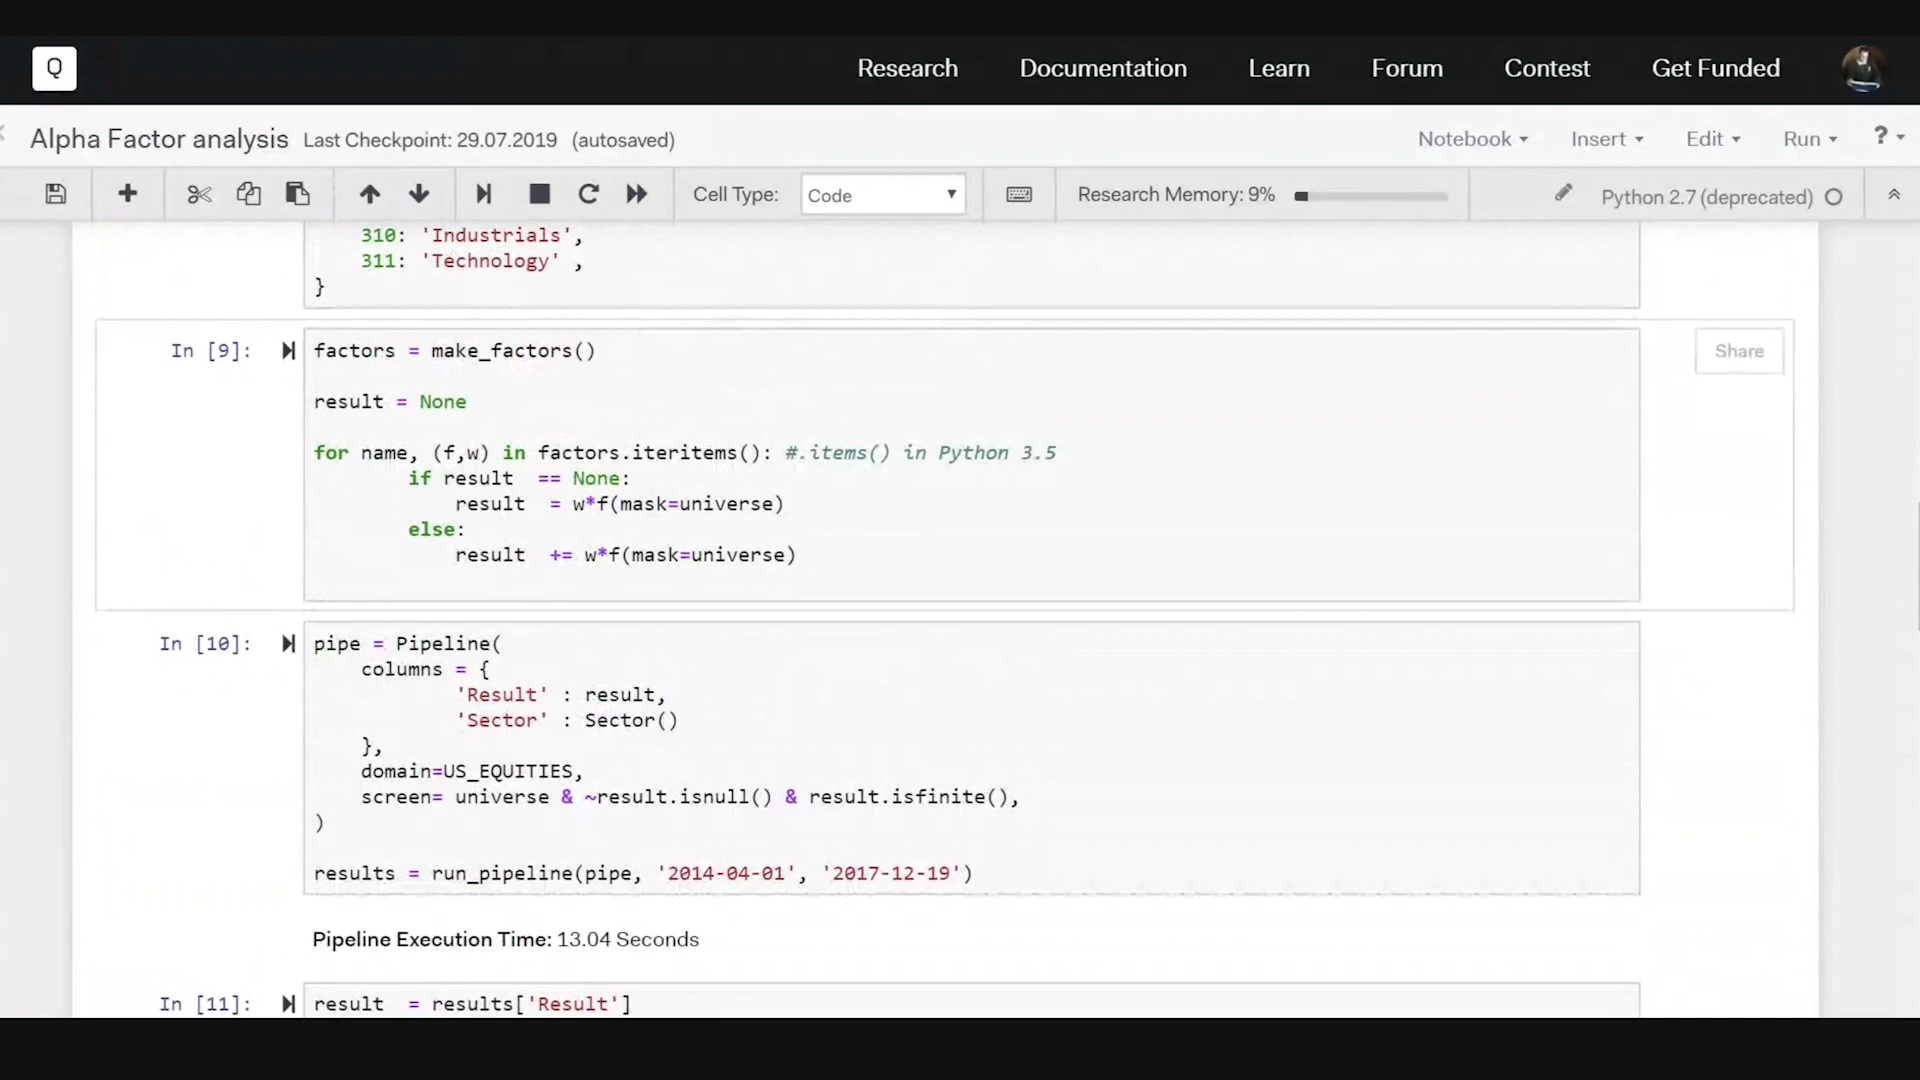 Q Research Documentation Learn Forum Contest Get Funded
Alpha Factor analysis Last Checkpoint: 29.07.2019 (autosaved) Notebook Insert Edit Run ?
Cell Type: Code Research Memory: 9% Python 2.7 (deprecated)
310: 'Industrials',
311: 'Technology' ,
}
In [9]: factors = make_factors() Share
result = None
for name, (f,w) in factors.iteritems(): #.items() in Python 3.5
if result  == None:
result  = w*f(mask=universe)
else:
result  += w*f(mask=universe)
In [10]: pipe = Pipeline(
columns = {
'Result' : result,
'Sector' : Sector()
},
domain=US_EQUITIES,
screen= universe & ~result.isnull() & result.isfinite(),
)
results = run_pipeline(pipe, '2014-04-01', '2017-12-19')
Pipeline Execution Time: 13.04 Seconds
In [11]: result  = results['Result']